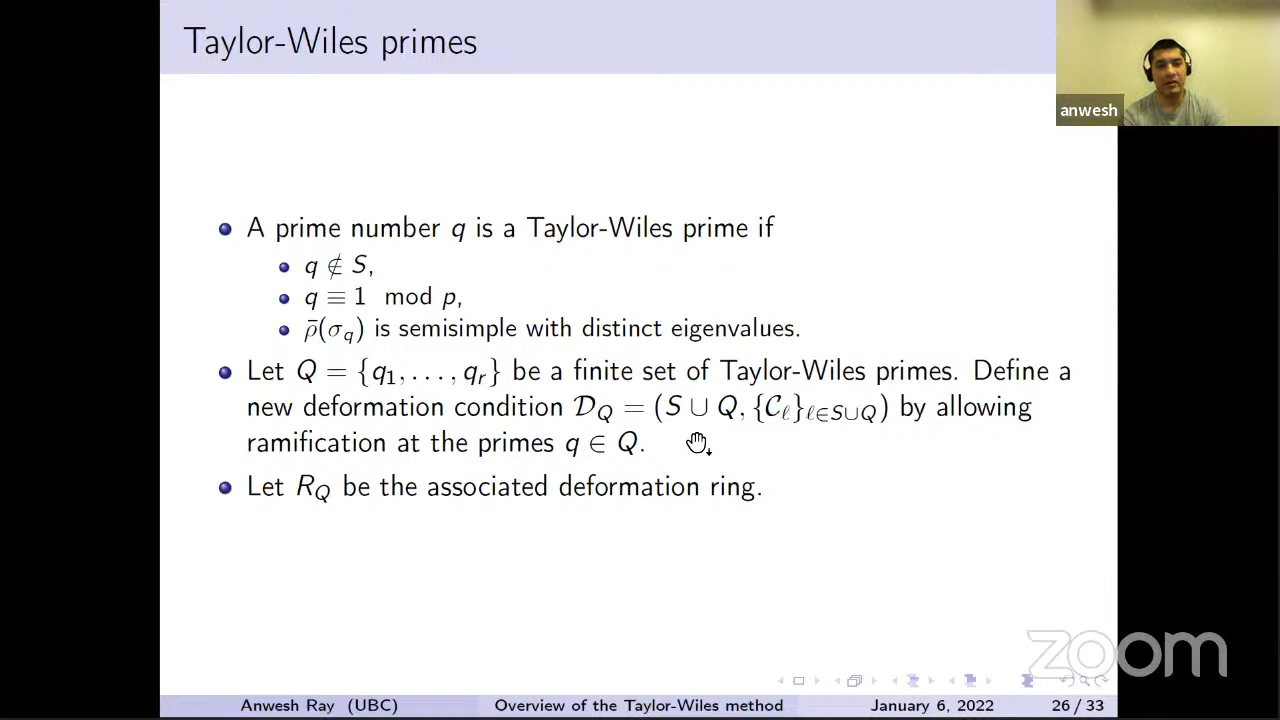 Taylor-Wiles primes
anwesh
A prime number q is a Taylor-Wiles prime if
q ∉ S,
q ≡ 1 mod p,
ρ̄(σ_q) is semisimple with distinct eigenvalues.
Let Q = {q_1, . . . , q_r} be a finite set of Taylor-Wiles primes. Define a
new deformation condition 𝒟_Q = (S ∪ Q, {𝒞_ℓ}_{ℓ∈S∪Q}) by allowing
ramification at the primes q ∈ Q.
Let R_Q be the associated deformation ring.
zoom
Anwesh Ray (UBC) Overview of the Taylor-Wiles method January 6, 2022 26 / 33